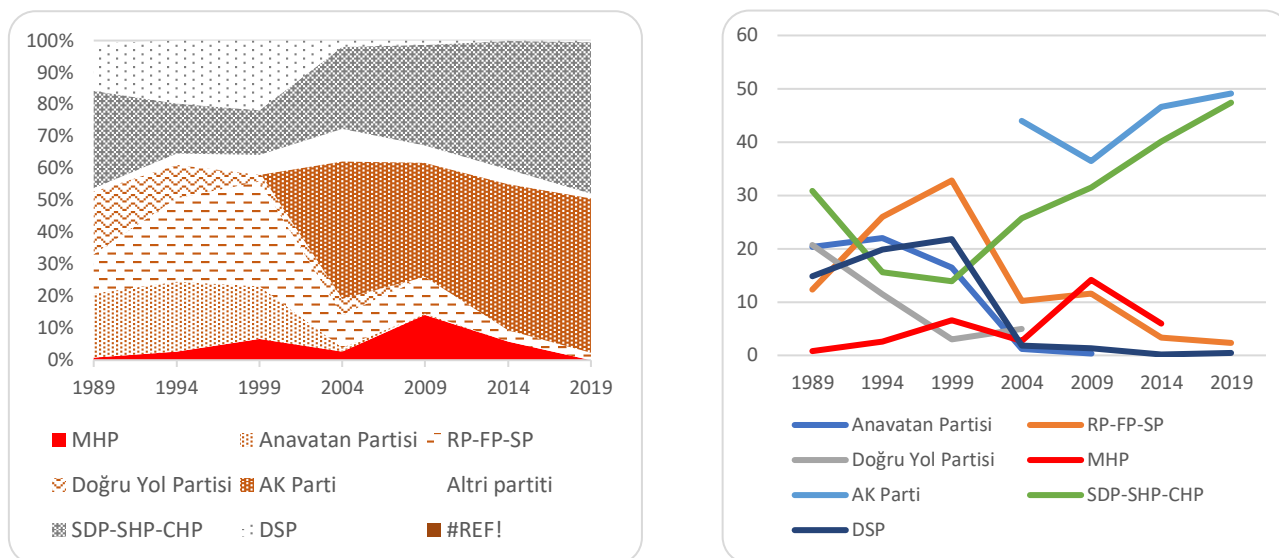 100%
90%
80%
70%
60%
50%
40%
30%
20%
10%
0%
1989 1994 1999 2004 2009 2014 2019
MHP Anavatan Partisi RP-FP-SP
Doğru Yol Partisi AK Parti Altri partiti
SDP-SHP-CHP DSP #REF!
60
50
40
30
20
10
0
1989 1994 1999 2004 2009 2014 2019
Anavatan Partisi RP-FP-SP
Doğru Yol Partisi MHP
AK Parti SDP-SHP-CHP
DSP